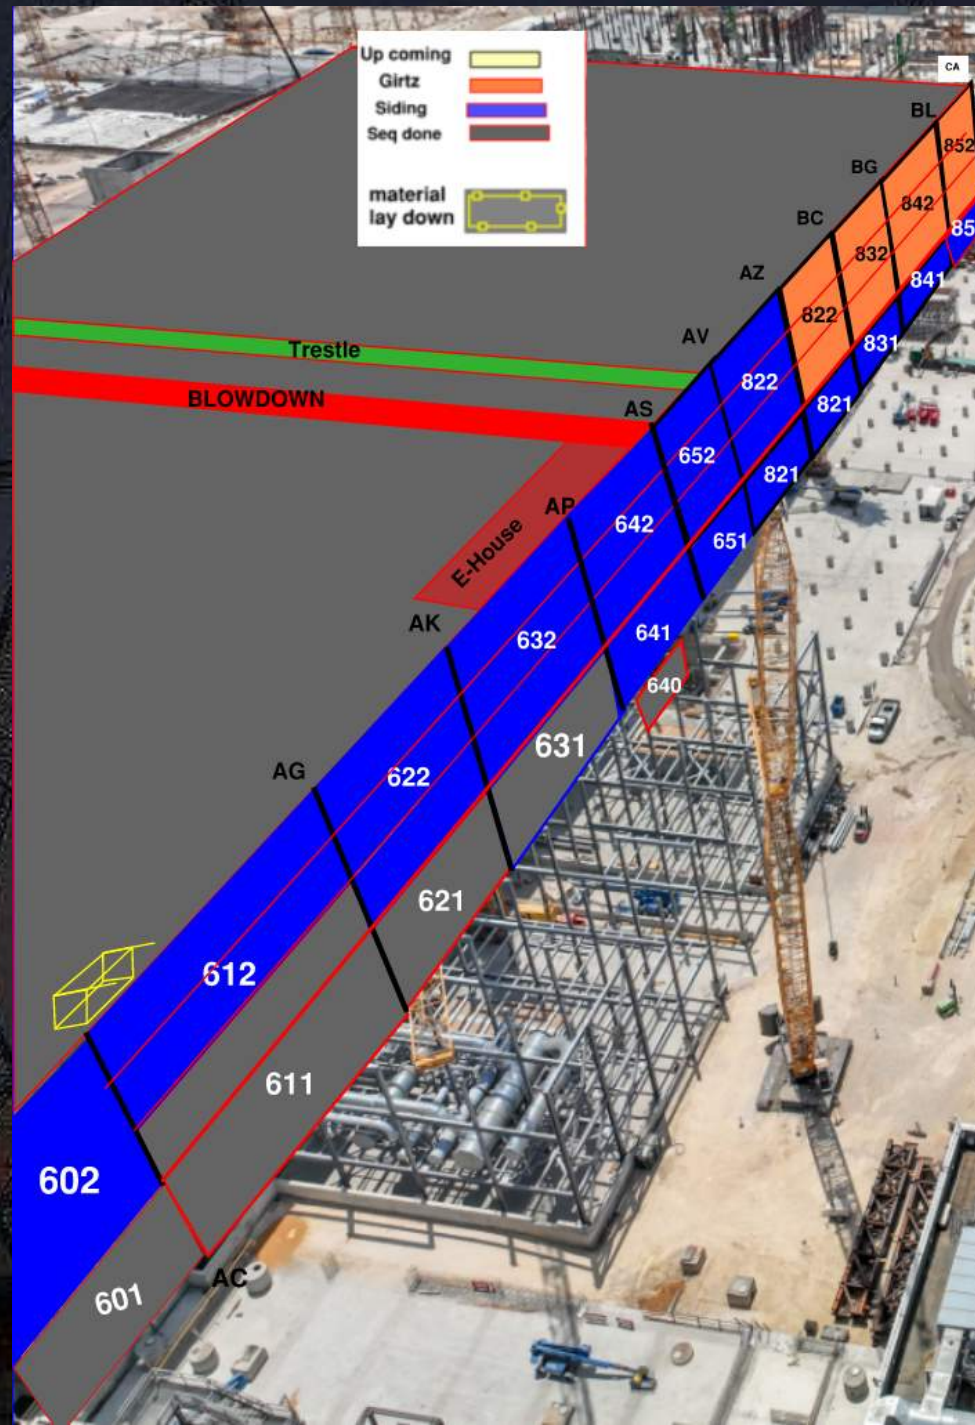 Up coming
Girtz
Siding
Seq done
material
lay down
CA
BL
852
BG
842
BC
832
85
AZ
822
841
AV
831
Trestle
822
821
BLOWDOWN
AS
652
821
AP
642
651
E-House
AK
632
641
640
631
AG
622
621
612
611
602
AC
601